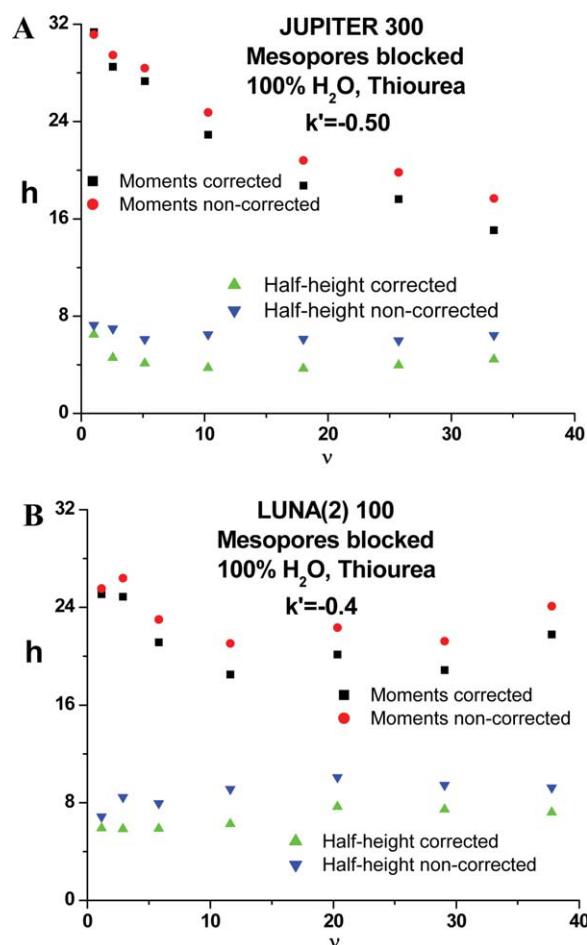 A
JUPITER 300
Mesopores blocked
100% H₂O, Thiourea
k'=-0.50
Moments corrected
Moments non-corrected
Half-height corrected
Half-height non-corrected
h
32
24
16
8
0
0 10 20 30 40
ν
B
LUNA(2) 100
Mesopores blocked
100% H₂O, Thiourea
k'=-0.4
Moments corrected
Moments non-corrected
Half-height corrected
Half-height non-corrected
h
32
24
16
8
0
0 10 20 30 40
ν